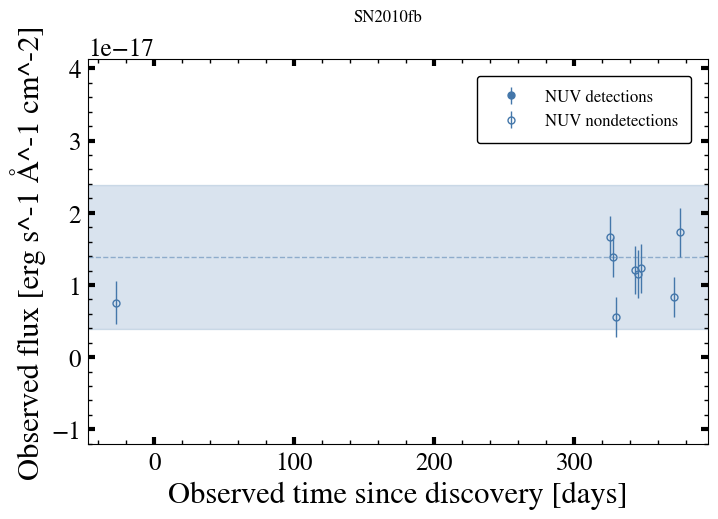 SN2010fb
1e−17
4
3
2
1
0
−1
Observed flux [erg s^-1 Å^-1 cm^-2]
NUV detections
NUV nondetections
0 100 200 300
Observed time since discovery [days]